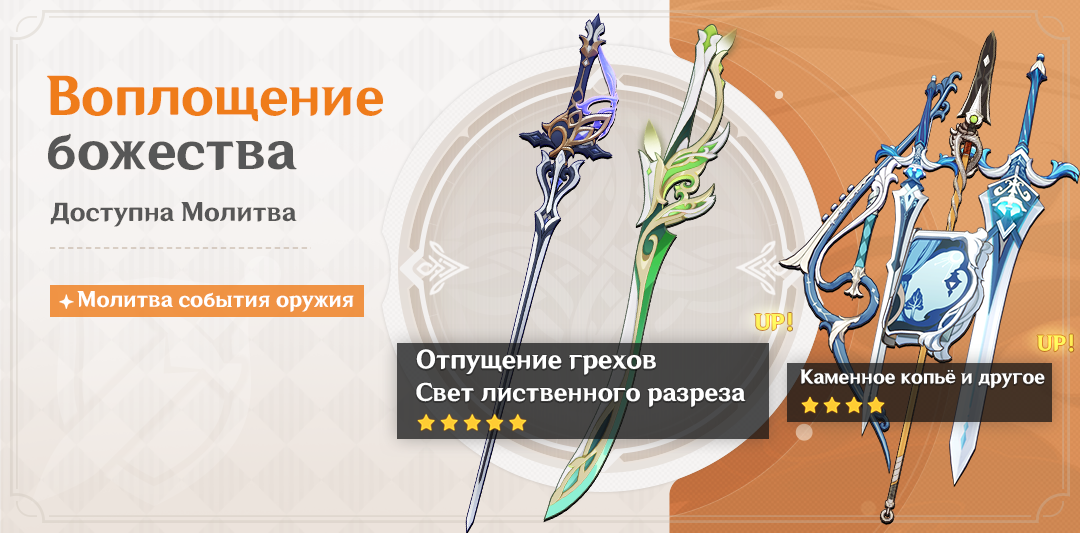 Воплощение
божества
Доступна Молитва
Молитва события оружия
Отпущение грехов
Свет лиственного разреза
UP!
UP!
Каменное копьё и другое